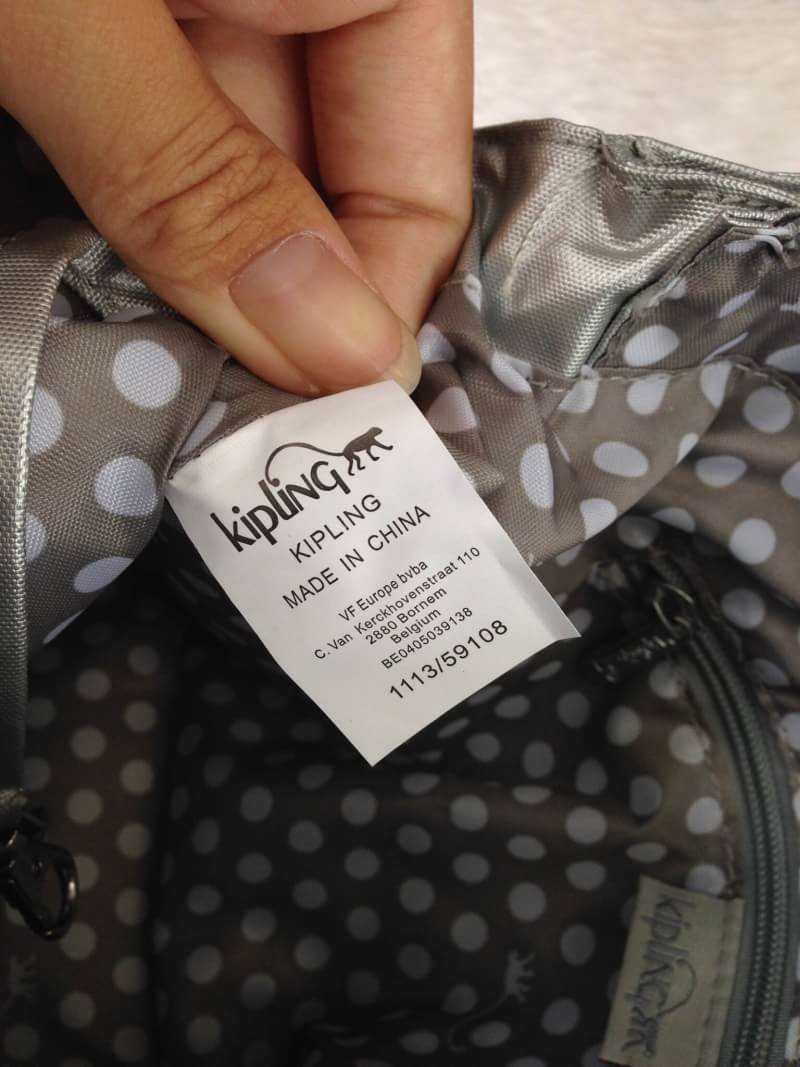 kipling
KIPLING
MADE IN CHINA
VF Europe bvba
C. Van Kerckhovenstraat 110
2880 Bornem
Belgium
BE0405039138
1113/59108
kipling